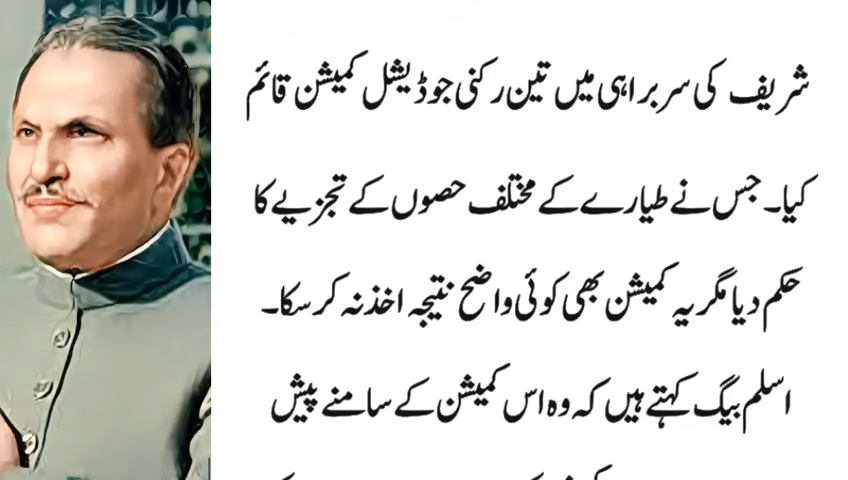 شریف کی سربراہی میں تین رکنی جوڈیشل کمیشن قائم
کیا۔ جس نے طیارے کے مختلف حصوں کے تجزیے کا
حکم دیا مگر یہ کمیشن بھی کوئی واضح نتیجہ اخذ نہ کر سکا۔
اسلم بیگ کہتے ہیں کہ وہ اس کمیشن کے سامنے پیش